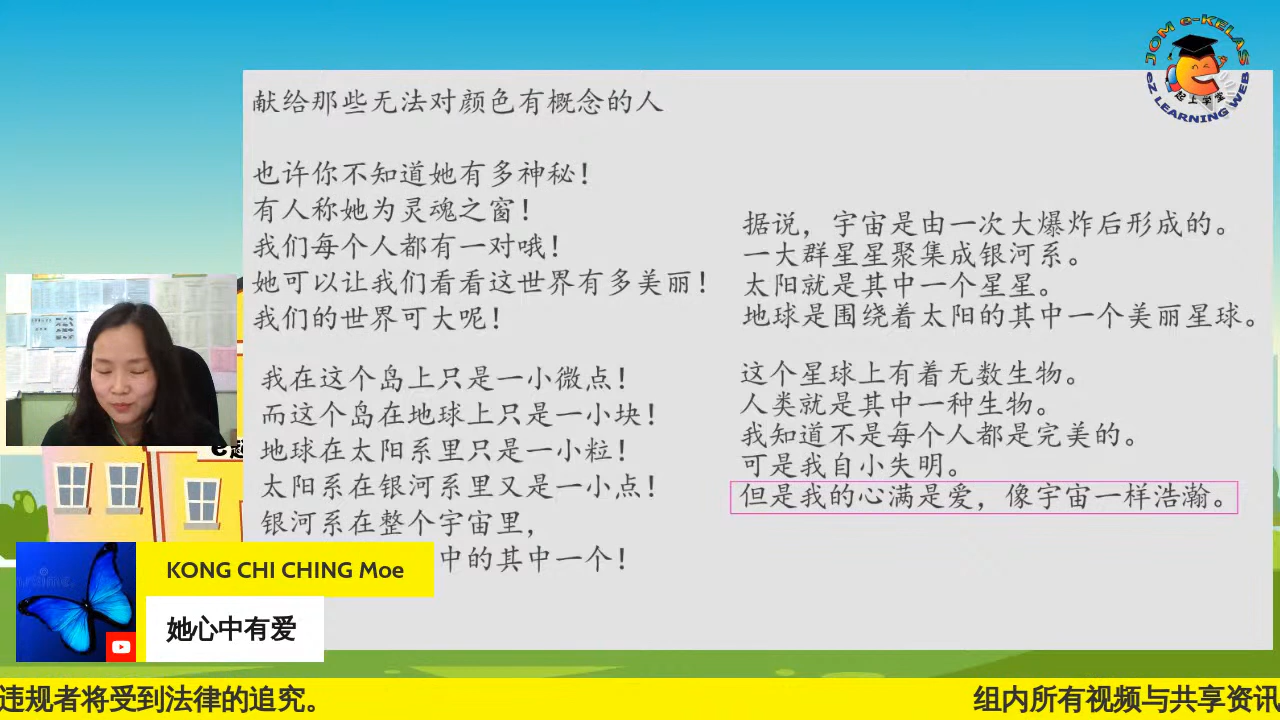 JOM e-KELAS
起上学堂
eZ LEARNING WEB
献给那些无法对颜色有概念的人
也许你不知道她有多神秘！
有人称她为灵魂之窗！
我们每个人都有一对哦！
她可以让我们看看这世界有多美丽！
我们的世界可大呢！
我在这个岛上只是一小微点！
而这个岛在地球上只是一小块！
地球在太阳系里只是一小粒！
太阳系在银河系里又是一小点！
银河系在整个宇宙里，
中的其中一个！
据说，宇宙是由一次大爆炸后形成的。
一大群星星聚集成银河系。
太阳就是其中一个星星。
地球是围绕着太阳的其中一个美丽星球。
这个星球上有着无数生物。
人类就是其中一种生物。
我知道不是每个人都是完美的。
可是我自小失明。
但是我的心满是爱，像宇宙一样浩瀚。
KONG CHI CHING Moe
她心中有爱
违规者将受到法律的追究。
组内所有视频与共享资讯